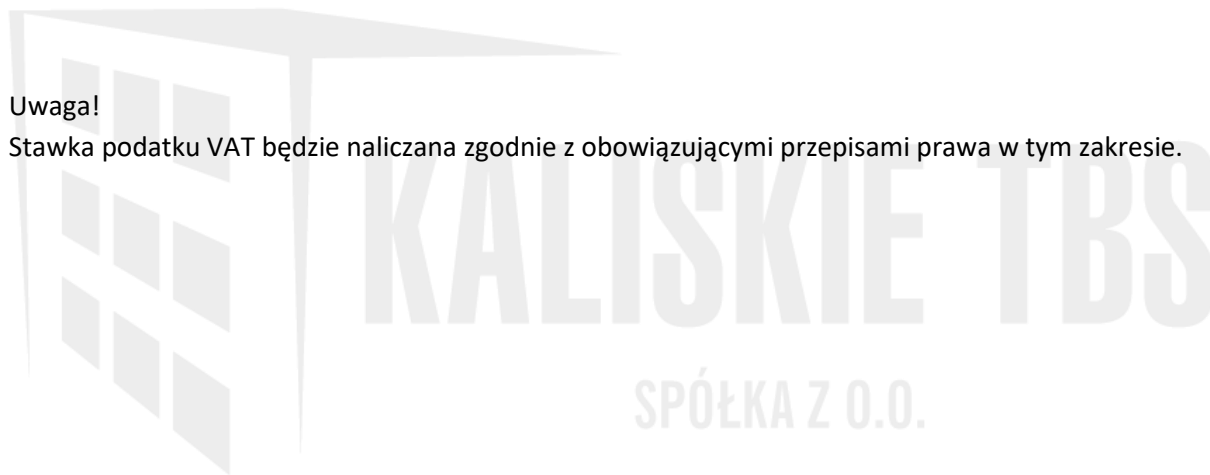 Uwaga!
Stawka podatku VAT będzie naliczana zgodnie z obowiązującymi przepisami prawa w tym zakresie.
KALISKIE TBS
SPÓŁKA Z O.O.